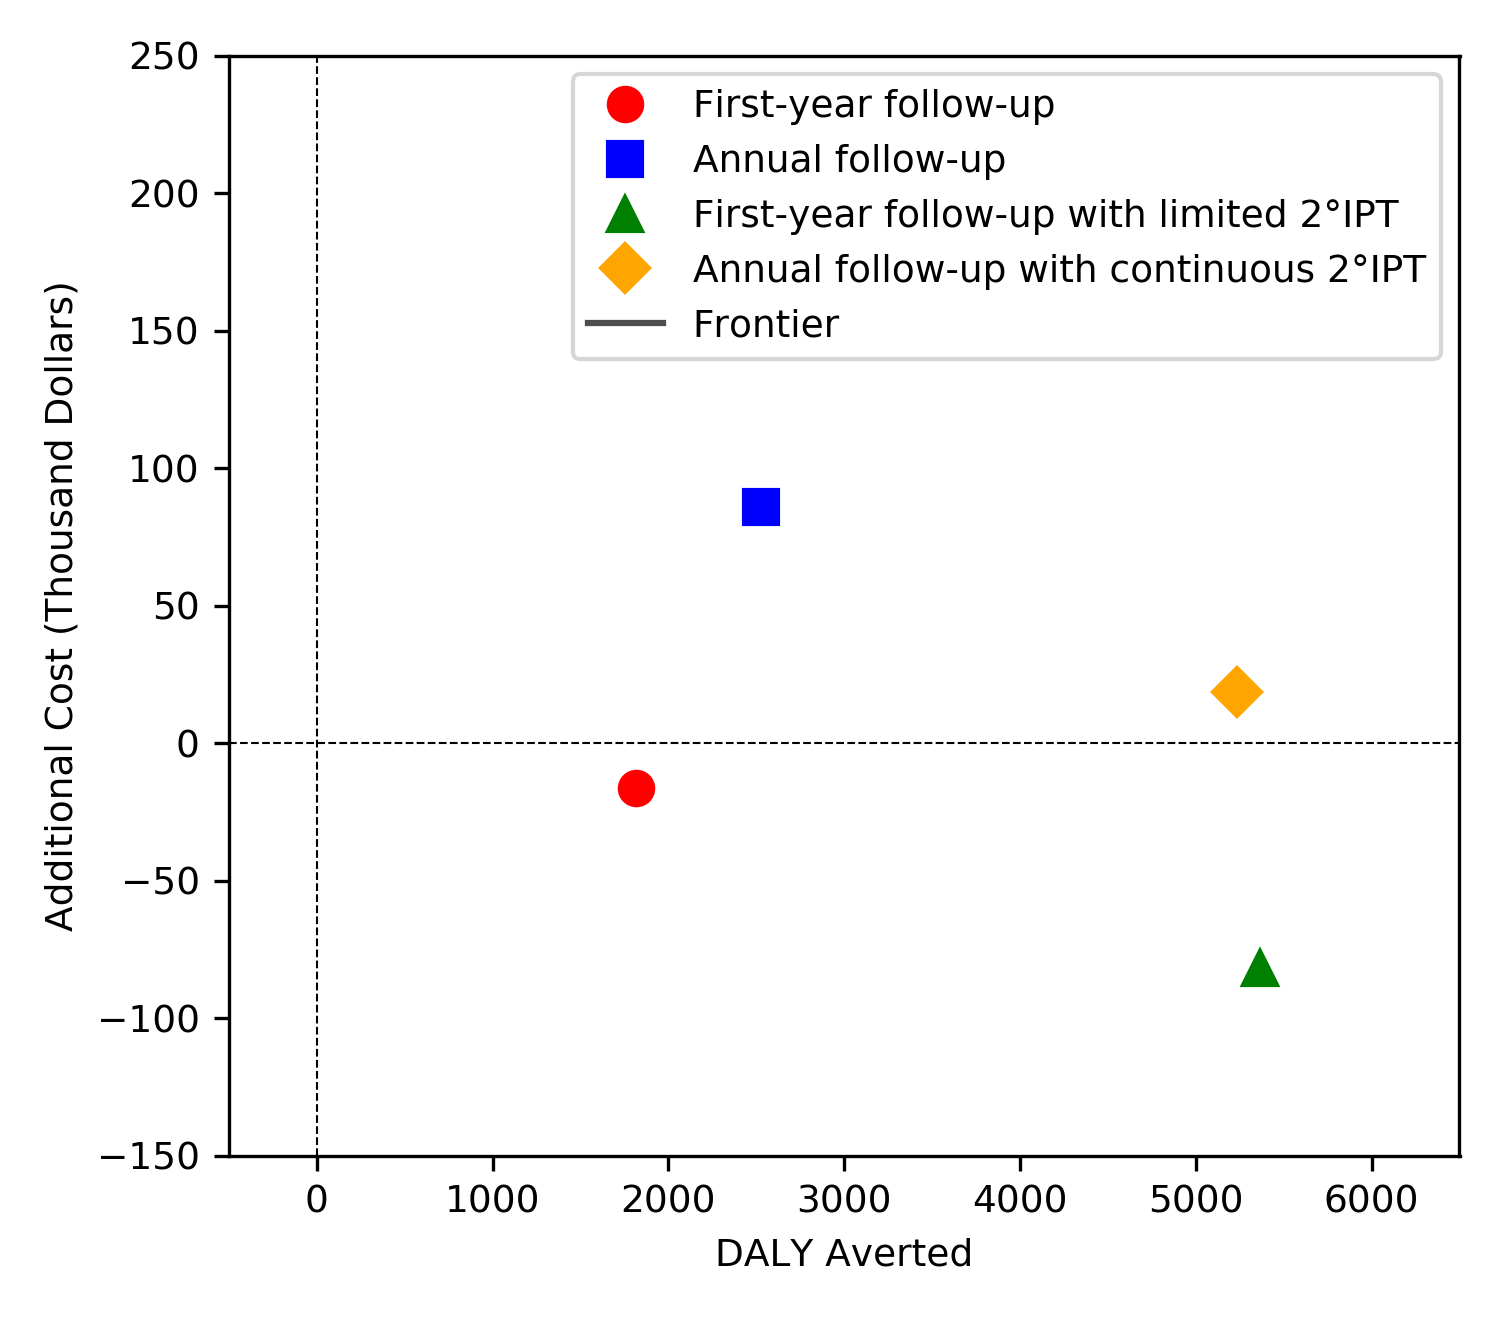 250
200
150
100
50
0
−50
−100
−150
Additional Cost (Thousand Dollars)
First-year follow-up
Annual follow-up
First-year follow-up with limited 2°IPT
Annual follow-up with continuous 2°IPT
Frontier
0 1000 2000 3000 4000 5000 6000
DALY Averted